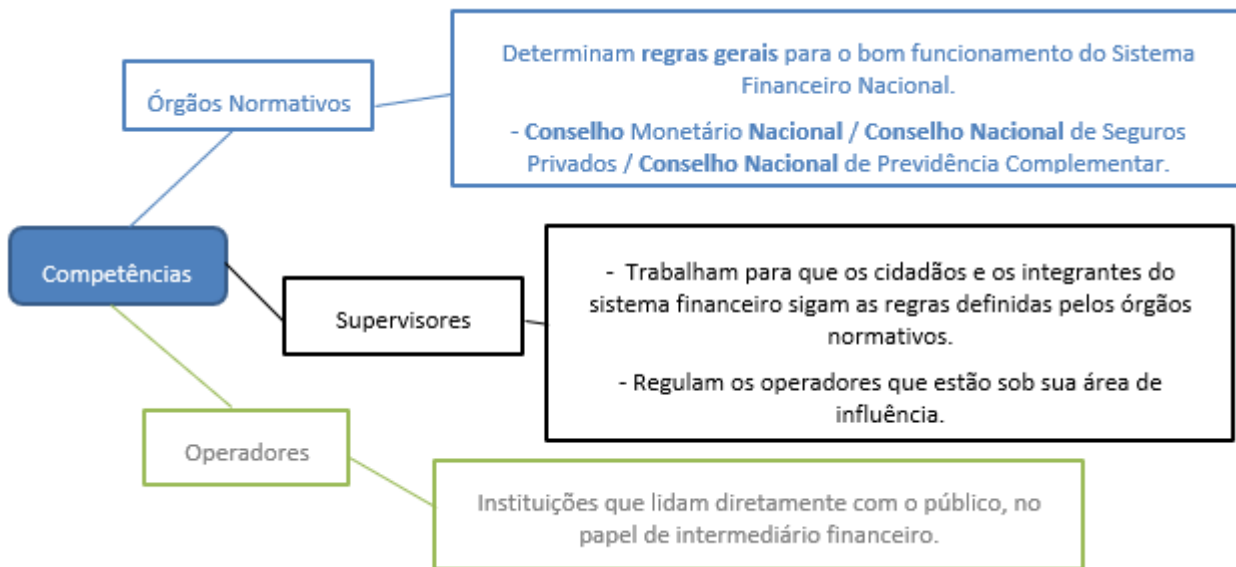 Órgãos Normativos
Determinam regras gerais para o bom funcionamento do Sistema
Financeiro Nacional.
- Conselho Monetário Nacional / Conselho Nacional de Seguros
Privados / Conselho Nacional de Previdência Complementar.
Competências
Supervisores
- Trabalham para que os cidadãos e os integrantes do
sistema financeiro sigam as regras definidas pelos órgãos
normativos.
- Regulam os operadores que estão sob sua área de
influência.
Operadores
Instituições que lidam diretamente com o público, no
papel de intermediário financeiro.